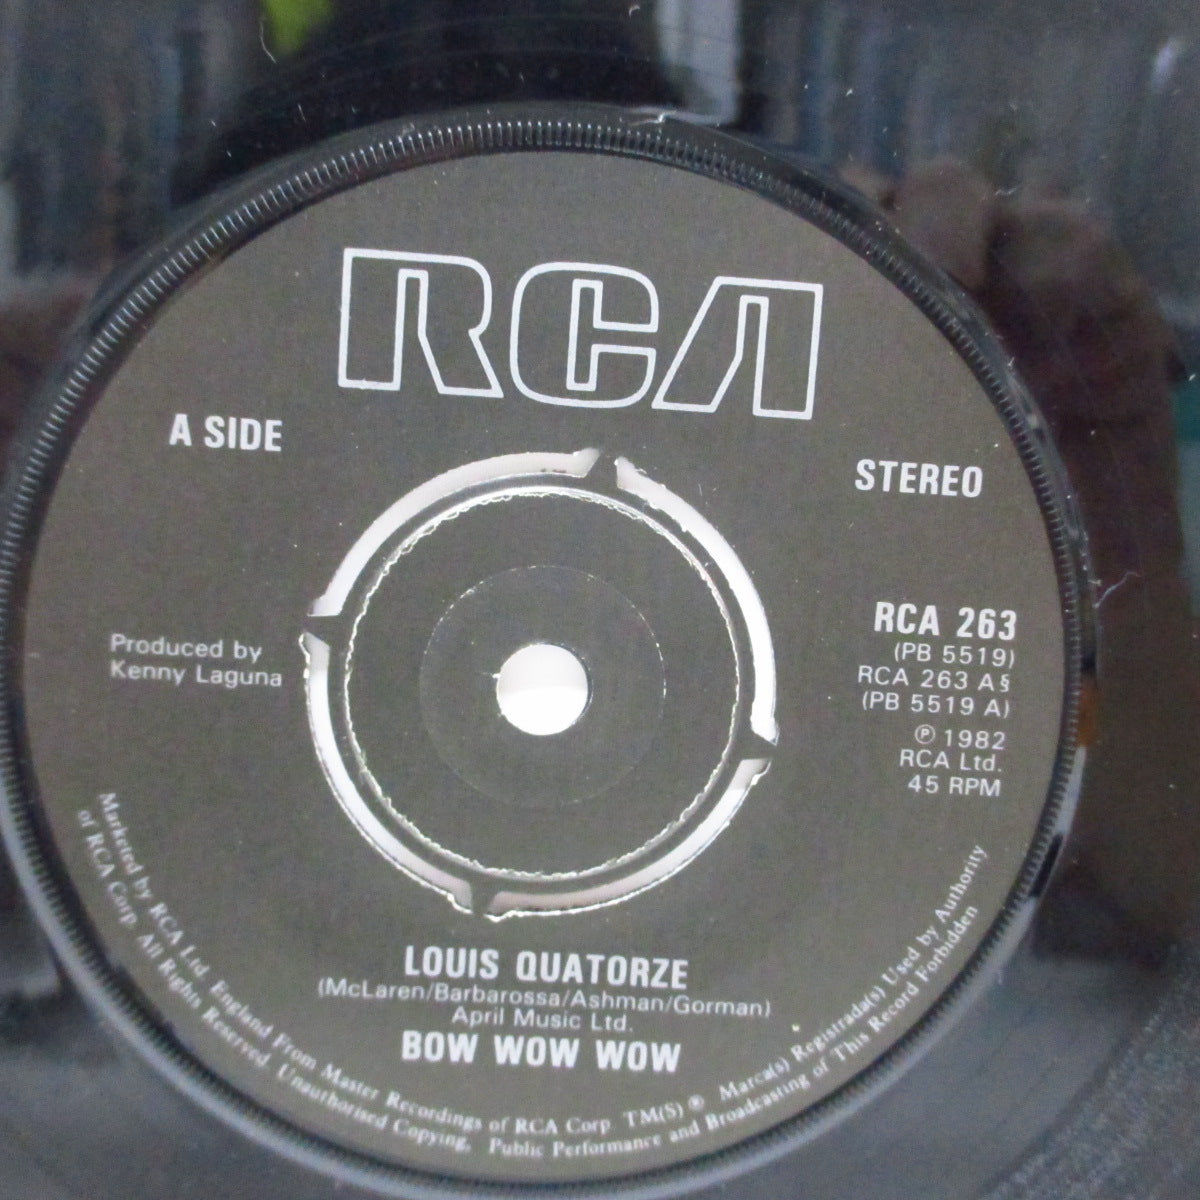 RCA
A SIDE
STEREO
Produced by
Kenny Laguna
RCA 263
(PB 5519)
RCA 263 A§
(PB 5519 A)
℗ 1982
RCA Ltd.
45 RPM
LOUIS QUATORZE
(McLaren/Barbarossa/Ashman/Gorman)
April Music Ltd.
BOW WOW WOW
Marketed by RCA Ltd. England From Master Recordings of RCA Corp TM(S) ® Marca(s) Registrada(s) Used by Authority
of RCA Corp. All Rights Reserved. Unauthorised Copying, Public Performance and Broadcasting of This Record Forbidden